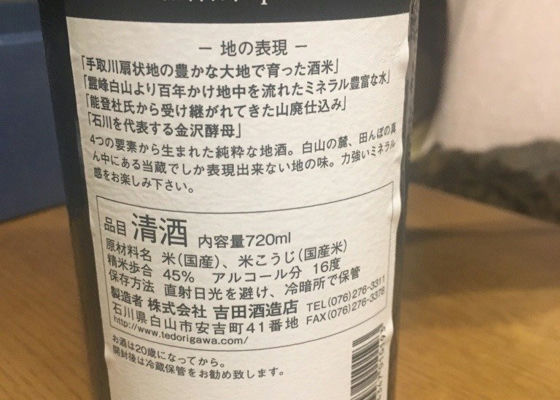 － 地の表現 －
「手取川扇状地の豊かな大地で育った酒米」
「霊峰白山より百年かけ地中を流れたミネラル豊富な水」
「能登杜氏から受け継がれてきた山廃仕込み」
「石川を代表する金沢酵母」
4つの要素から生まれた純粋な地酒。白山の麓、田んぼの真
ん中にある当蔵でしか表現出来ない地の味。力強いミネラル
感をお楽しみ下さい。
品目 清酒 内容量720ml
原材料名 米(国産)、米こうじ(国産米)
精米歩合 45% アルコール分 16度
保存方法 直射日光を避け、冷暗所で保管
製造者 株式会社 吉田酒造店 TEL(076)276-3311
石川県白山市安吉町41番地 FAX(076)276-3378
http://www.tedorigawa.com/
お酒は20歳になってから。
開封後は冷蔵保管をお勧め致します。